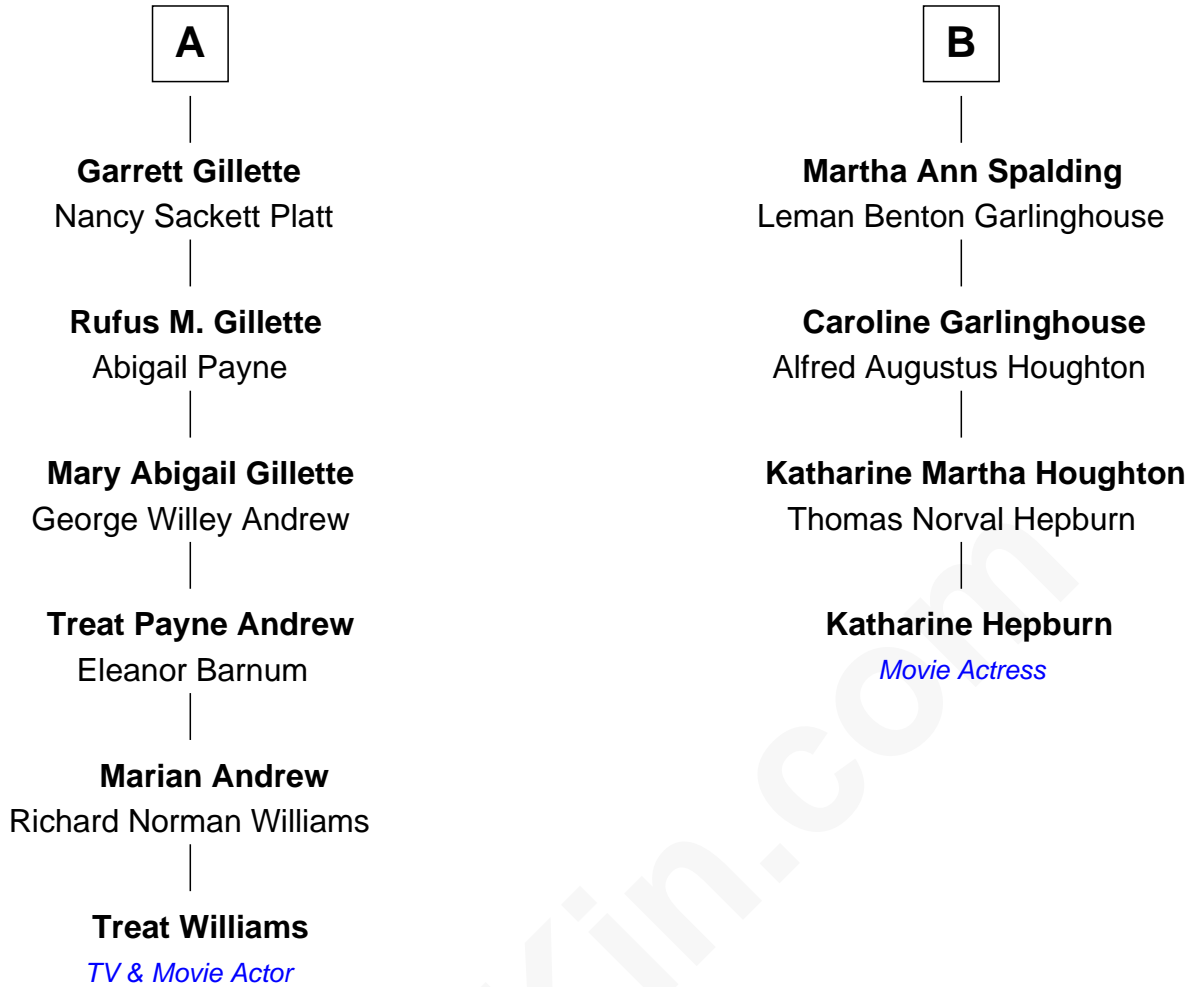 A
Garrett Gillette
Nancy Sackett Platt
Rufus M. Gillette
Abigail Payne
Mary Abigail Gillette
George Willey Andrew
Treat Payne Andrew
Eleanor Barnum
Marian Andrew
Richard Norman Williams
Treat Williams
TV & Movie Actor
B
Martha Ann Spalding
Leman Benton Garlinghouse
Caroline Garlinghouse
Alfred Augustus Houghton
Katharine Martha Houghton
Thomas Norval Hepburn
Katharine Hepburn
Movie Actress
Kin.com